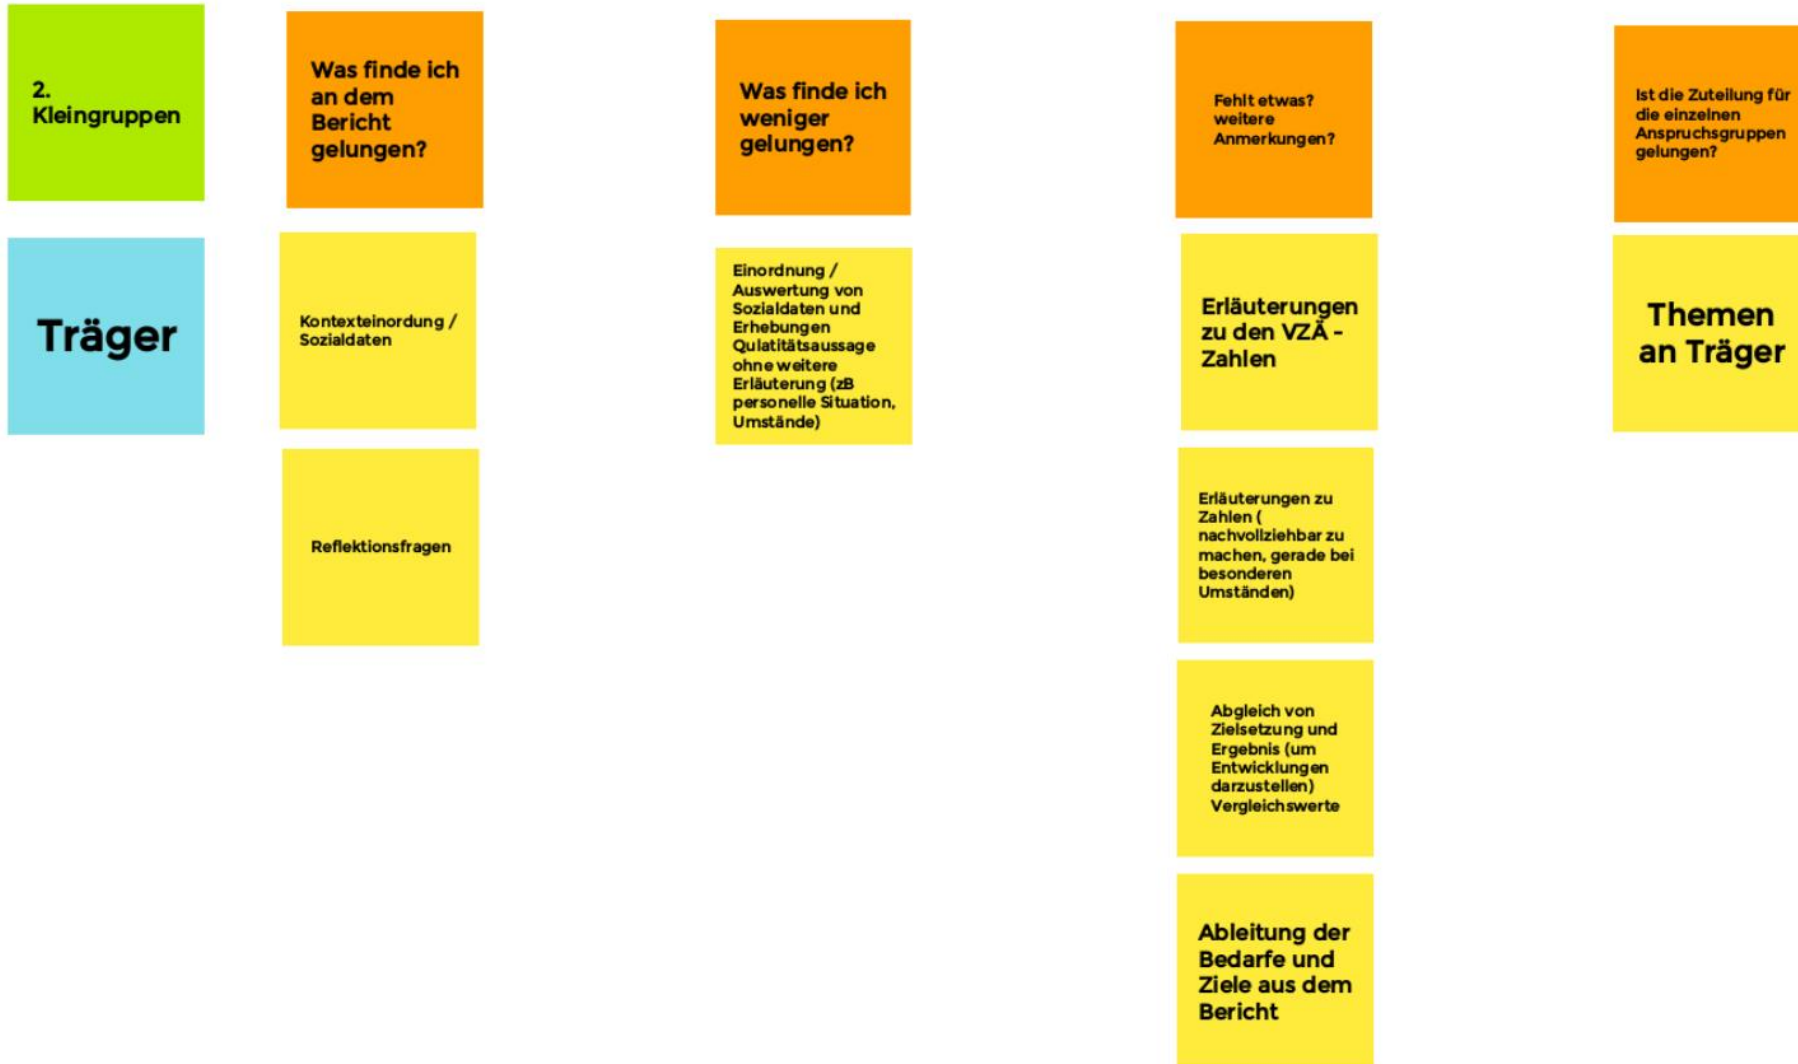 2.
Kleingruppen
Was finde ich
an dem
Bericht
gelungen?
Was finde ich
weniger
gelungen?
Fehlt etwas?
weitere
Anmerkungen?
Ist die Zuteilung für
die einzelnen
Anspruchsgruppen
gelungen?
Träger
Kontexteinordung /
Sozialdaten
Einordnung /
Auswertung von
Sozialdaten und
Erhebungen
Qulatitätsaussage
ohne weitere
Erläuterung (zB
personelle Situation,
Umstände)
Erläuterungen
zu den VZÄ -
Zahlen
Themen
an Träger
Reflektionsfragen
Erläuterungen zu
Zahlen (
nachvollziehbar zu
machen, gerade bei
besonderen
Umständen)
Abgleich von
Zielsetzung und
Ergebnis (um
Entwicklungen
darzustellen)
Vergleichswerte
Ableitung der
Bedarfe und
Ziele aus dem
Bericht